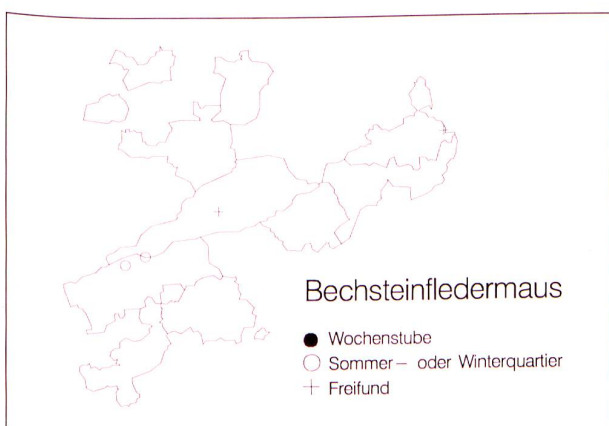 Bechsteinfledermaus
Wochenstube
Sommer– oder Winterquartier
Freifund